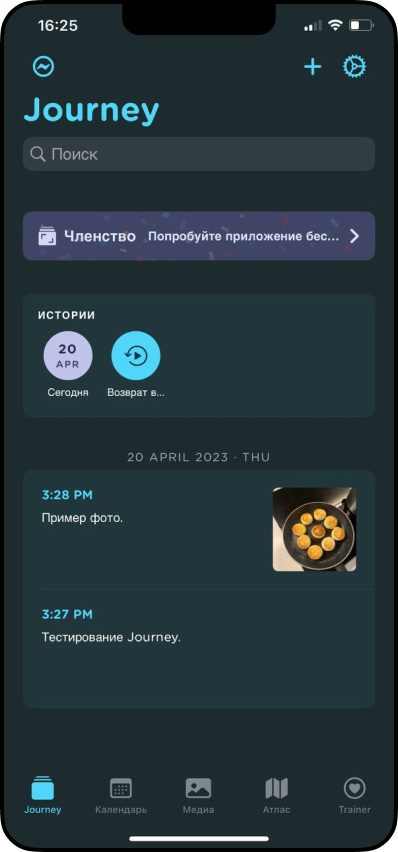 16:25
Journey
Поиск
Членство Попробуйте приложение бес...
ИСТОРИИ
20
APR
Сегодня Возврат в...
20 APRIL 2023 · THU
3:28 PM
Пример фото.
3:27 PM
Тестирование Journey.
Journey Календарь Медиа Атлас Trainer